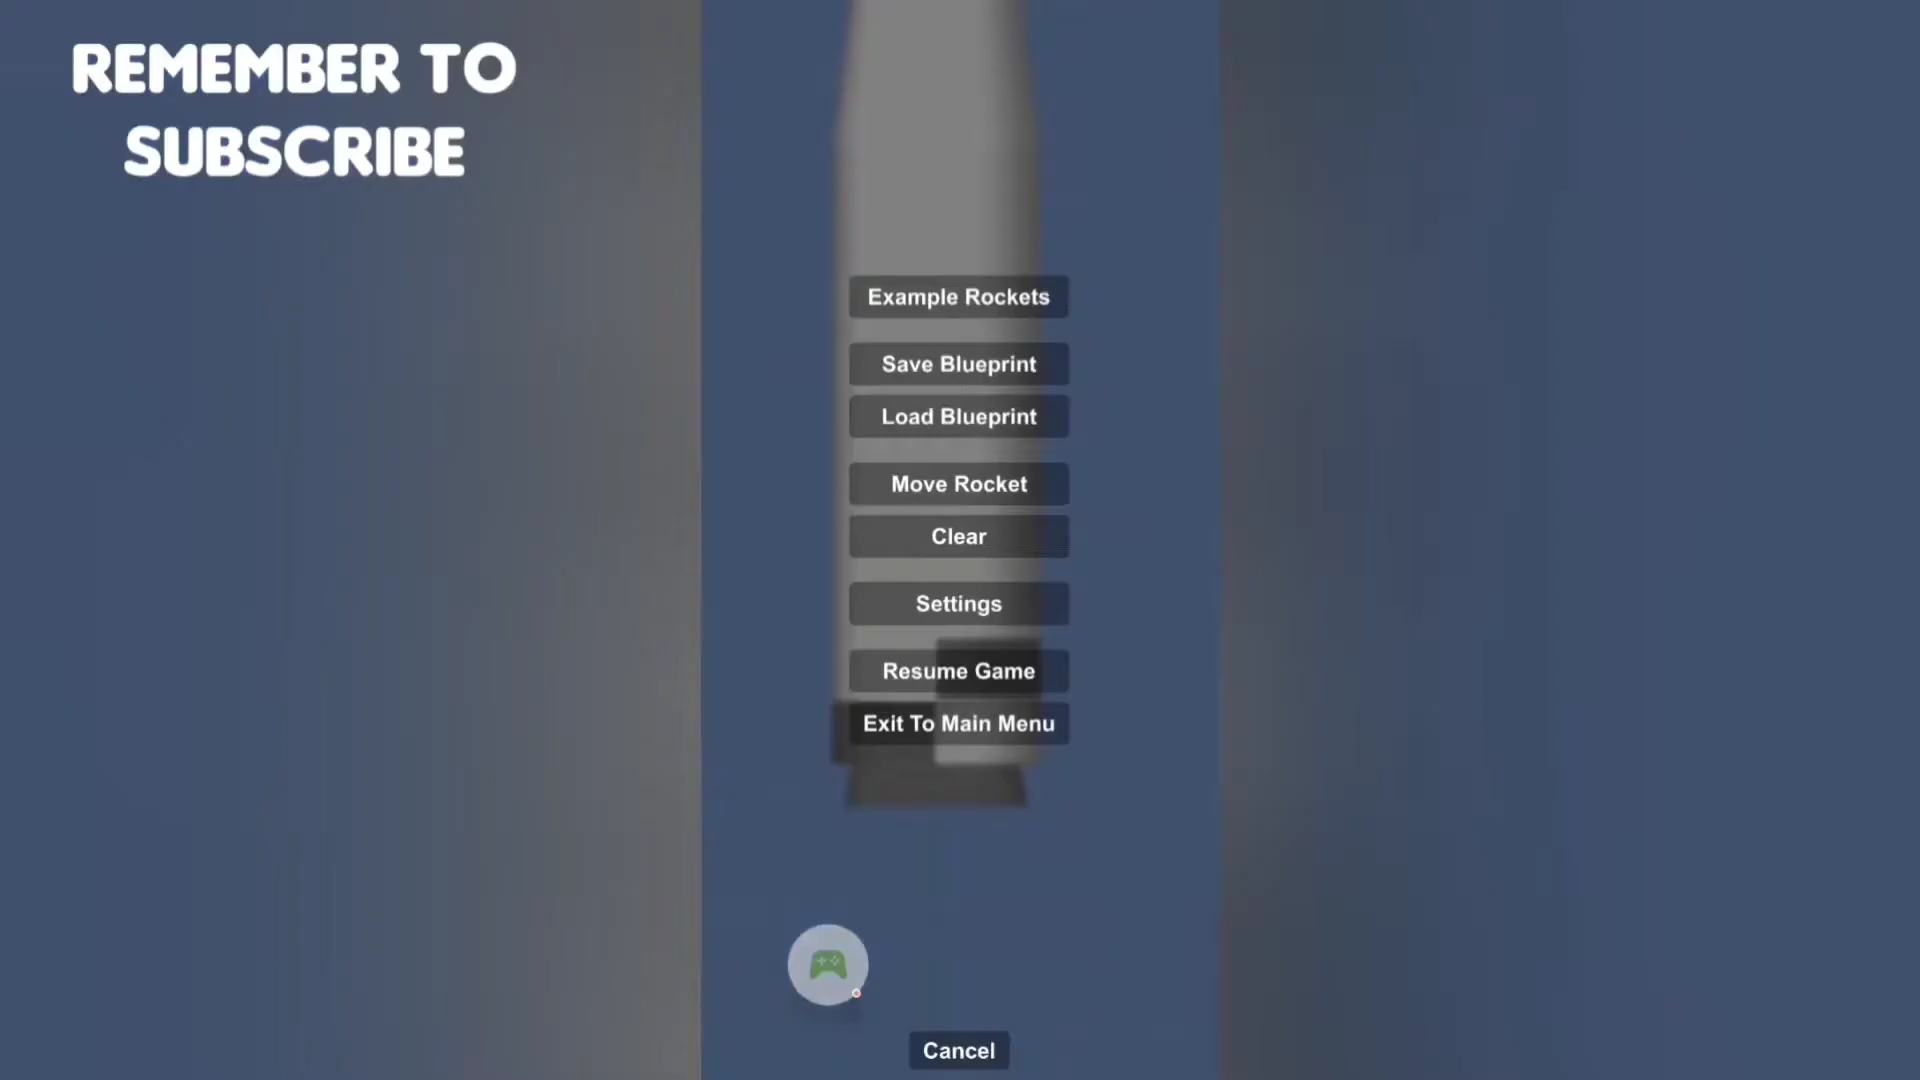 REMEMBER TO
SUBSCRIBE
Example Rockets
Save Blueprint
Load Blueprint
Move Rocket
Clear
Settings
Resume Game
Exit To Main Menu
Cancel